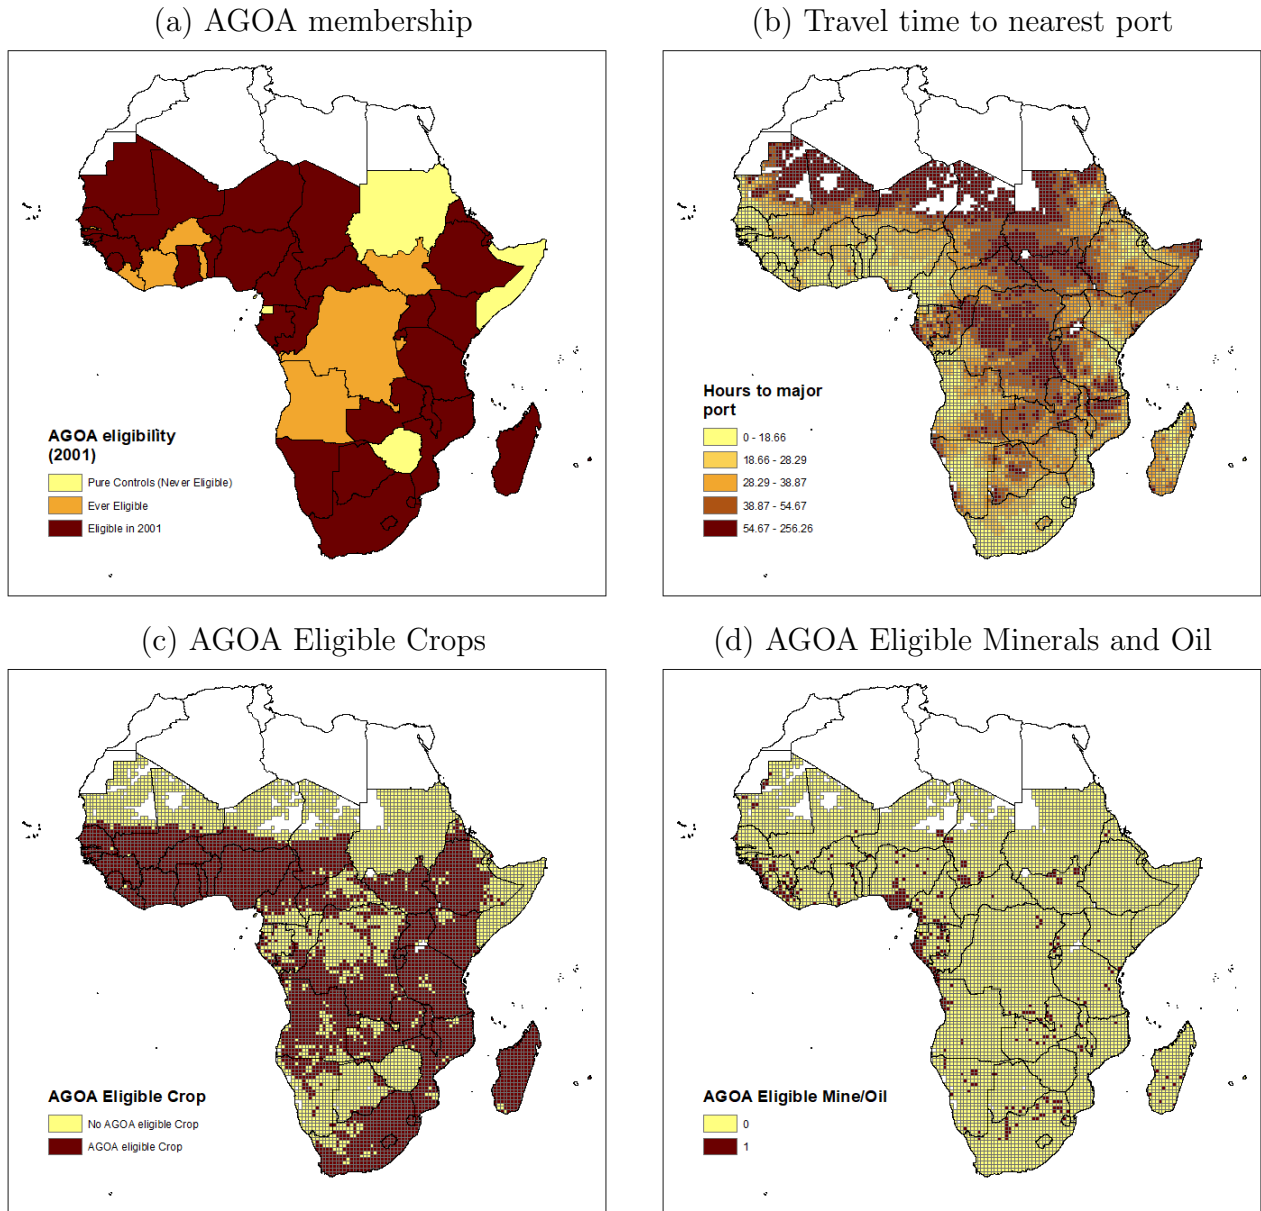 (a) AGOA membership
(b) Travel time to nearest port
AGOA eligibility
(2001)
Pure Controls (Never Eligible)
Ever Eligible
Eligible in 2001
Hours to major
port
0 - 18.66
18.66 - 28.29
28.29 - 38.87
38.87 - 54.67
54.67 - 256.26
(c) AGOA Eligible Crops
(d) AGOA Eligible Minerals and Oil
AGOA Eligible Crop
No AGOA eligible Crop
AGOA eligible Crop
AGOA Eligible Mine/Oil
0
1